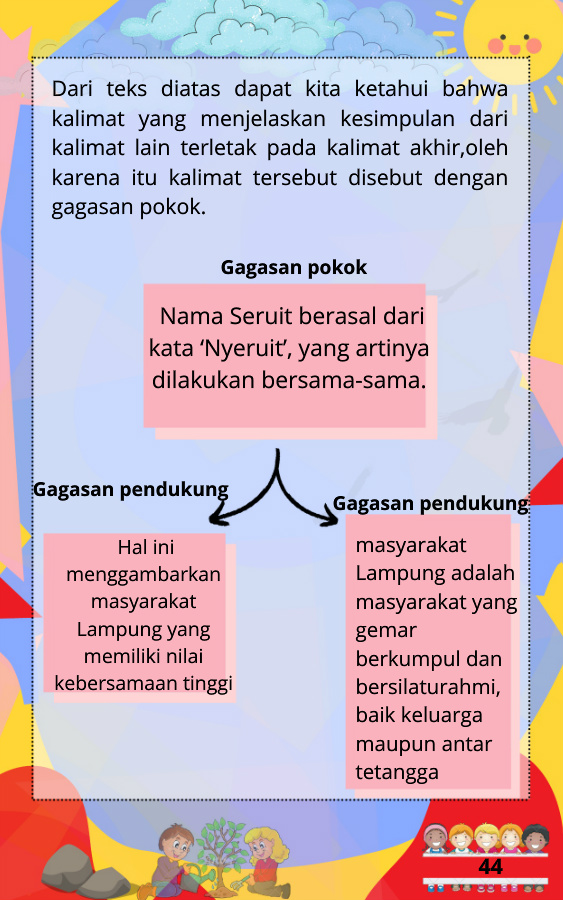 Dari teks diatas dapat kita ketahui bahwa
kalimat yang menjelaskan kesimpulan dari
kalimat lain terletak pada kalimat akhir,oleh
karena itu kalimat tersebut disebut dengan
gagasan pokok.
Gagasan pokok
Nama Seruit berasal dari
kata ‘Nyeruit’, yang artinya
dilakukan bersama-sama.
Gagasan pendukung
Hal ini
menggambarkan
masyarakat
Lampung yang
memiliki nilai
kebersamaan tinggi
Gagasan pendukung
masyarakat
Lampung adalah
masyarakat yang
gemar
berkumpul dan
bersilaturahmi,
baik keluarga
maupun antar
tetangga
44